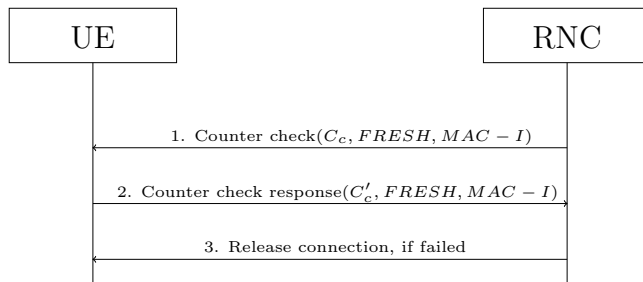 UE
RNC
1. Counter check(C_c, FRESH, MAC − I)
2. Counter check response(C'_c, FRESH, MAC − I)
3. Release connection, if failed